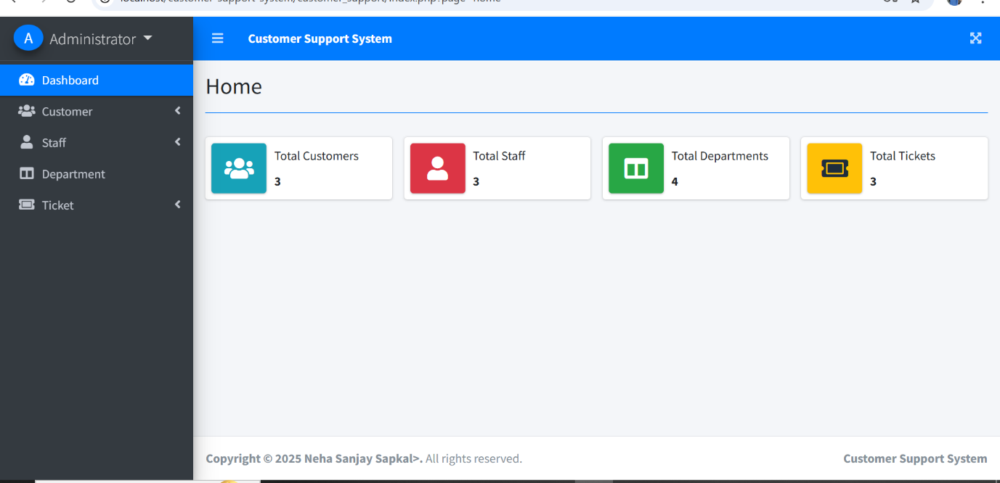 localhost/customer-support-system/customer_support/index.php?page=home
A Administrator
Customer Support System
Dashboard
Customer
Staff
Department
Ticket
Home
Total Customers
3
Total Staff
3
Total Departments
4
Total Tickets
3
Copyright © 2025 Neha Sanjay Sapkal>. All rights reserved.
Customer Support System